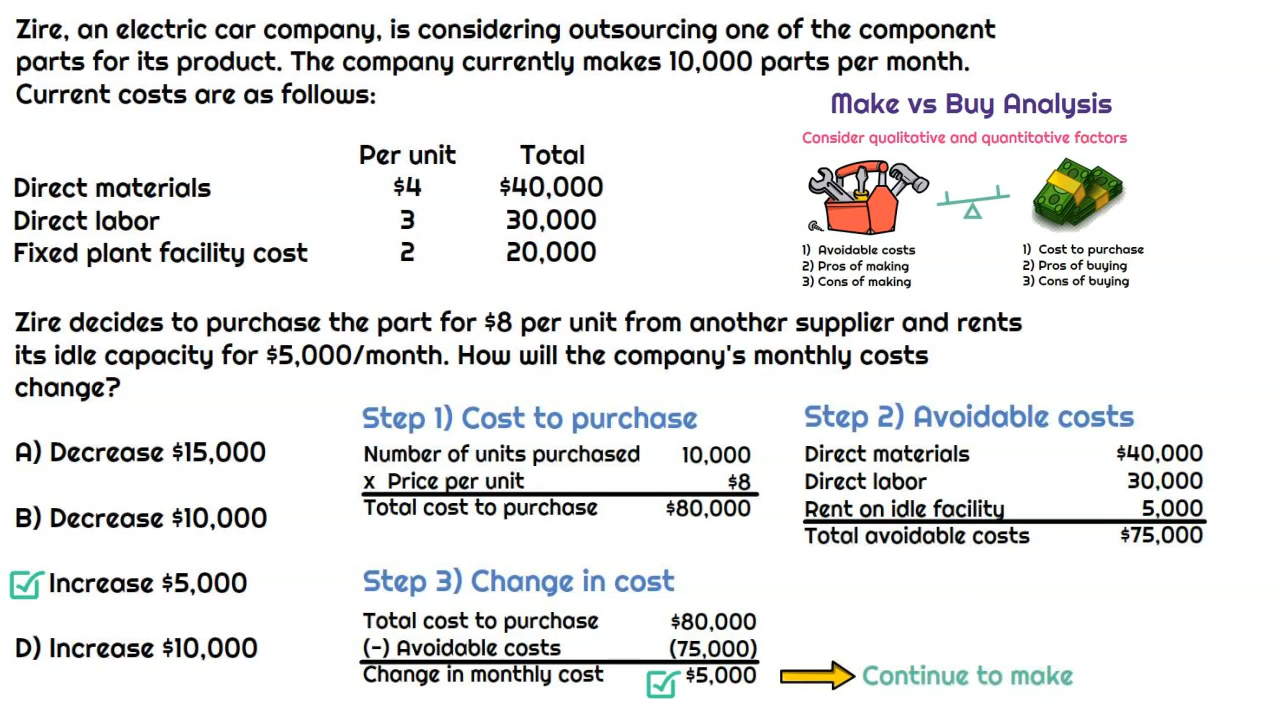 Zire, an electric car company, is considering outsourcing one of the component
parts for its product. The company currently makes 10,000 parts per month.
Current costs are as follows:
Make vs Buy Analysis
Consider qualitative and quantitative factors
Per unit Total
Direct materials $4 $40,000
Direct labor 3 30,000
Fixed plant facility cost 2 20,000
1) Avoidable costs
2) Pros of making
3) Cons of making
1) Cost to purchase
2) Pros of buying
3) Cons of buying
Zire decides to purchase the part for $8 per unit from another supplier and rents
its idle capacity for $5,000/month. How will the company's monthly costs
change?
A) Decrease $15,000
B) Decrease $10,000
Increase $5,000
D) Increase $10,000
Step 1) Cost to purchase
Number of units purchased 10,000
x Price per unit $8
Total cost to purchase $80,000
Step 2) Avoidable costs
Direct materials $40,000
Direct labor 30,000
Rent on idle facility 5,000
Total avoidable costs $75,000
Step 3) Change in cost
Total cost to purchase $80,000
(-) Avoidable costs (75,000)
Change in monthly cost $5,000
Continue to make